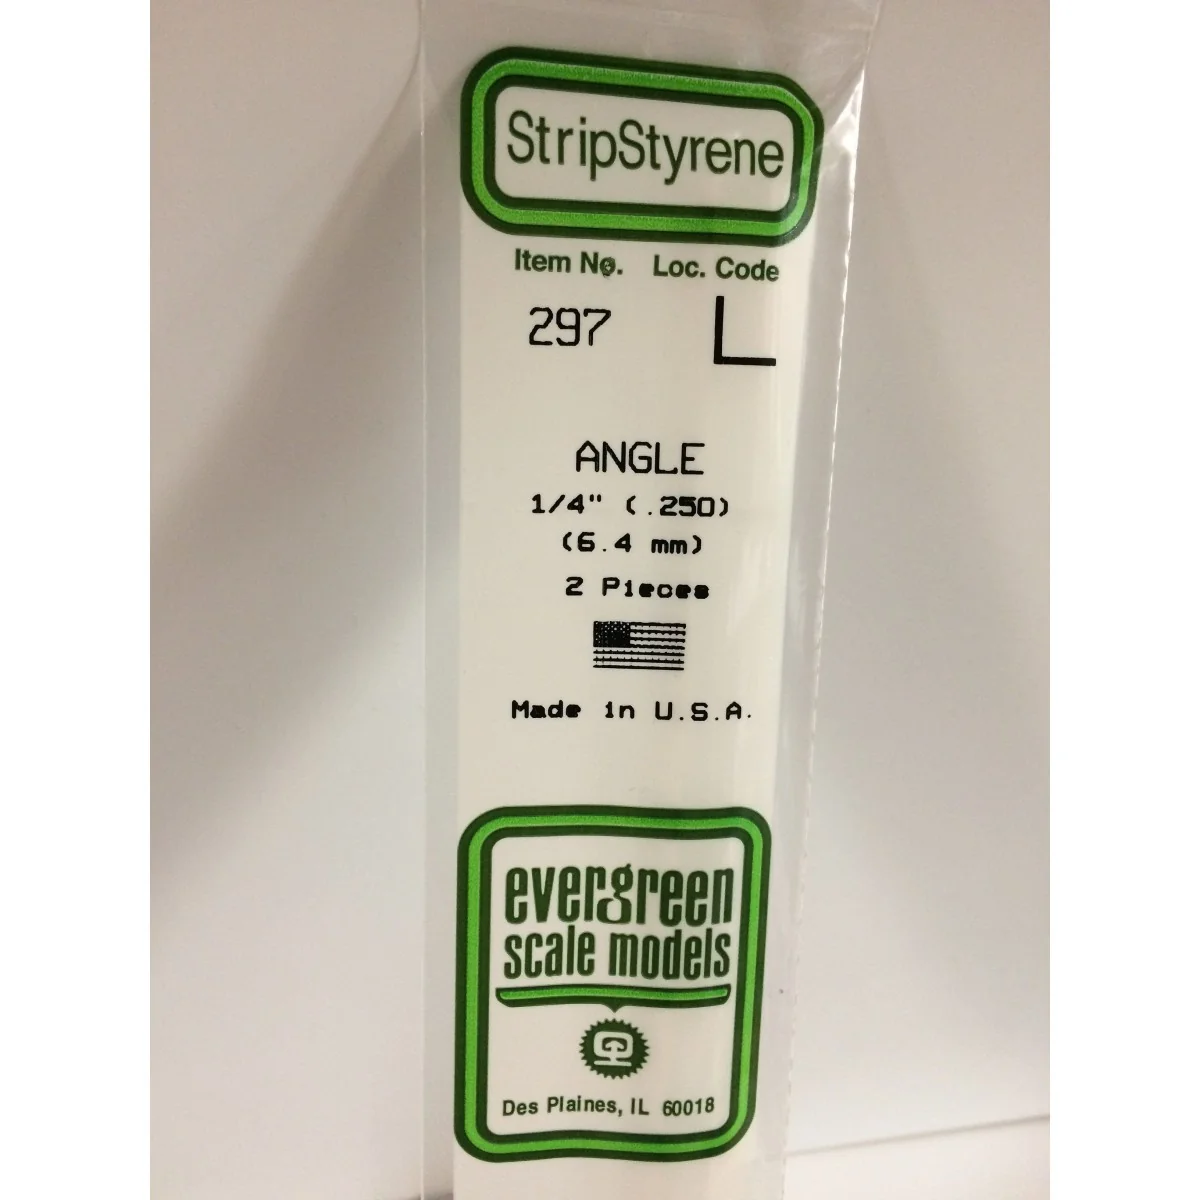 StripStyrene
Item No. Loc. Code
297 L
ANGLE
1/4" (.250)
(6.4 mm)
2 Pieces
Made in U.S.A.
evergreen
scale models
Des Plaines, IL 60018